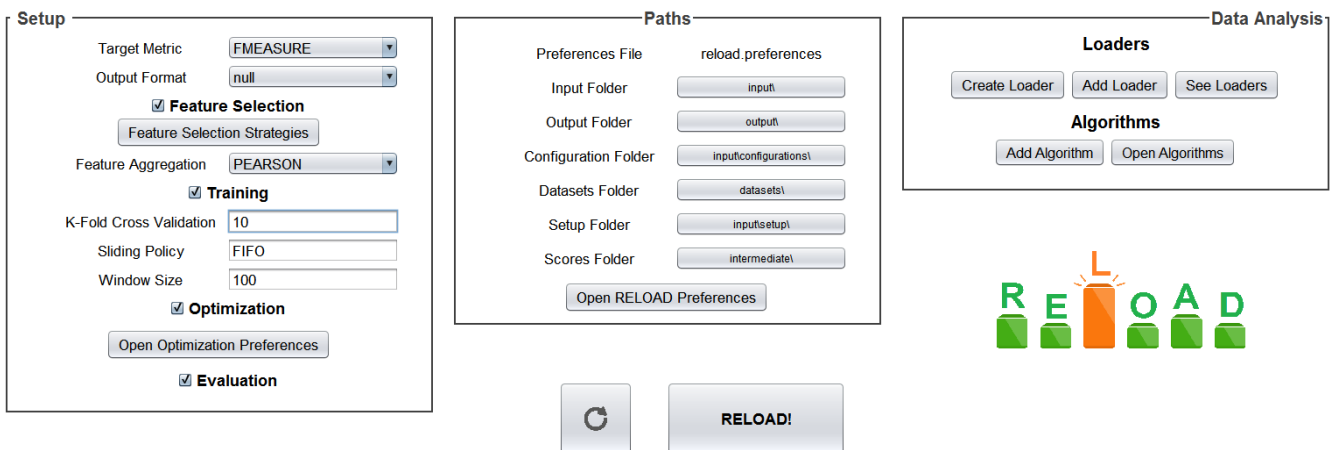 Setup
Target Metric FMEASURE
Output Format null
Feature Selection
Feature Selection Strategies
Feature Aggregation PEARSON
Training
K-Fold Cross Validation 10
Sliding Policy FIFO
Window Size 100
Optimization
Open Optimization Preferences
Evaluation
Paths
Preferences File reload.preferences
Input Folder input\
Output Folder output\
Configuration Folder input\configurations\
Datasets Folder datasets\
Setup Folder input\setup\
Scores Folder intermediate\
Open RELOAD Preferences
Data Analysis
Loaders
Create Loader Add Loader See Loaders
Algorithms
Add Algorithm Open Algorithms
RELOAD
RELOAD!